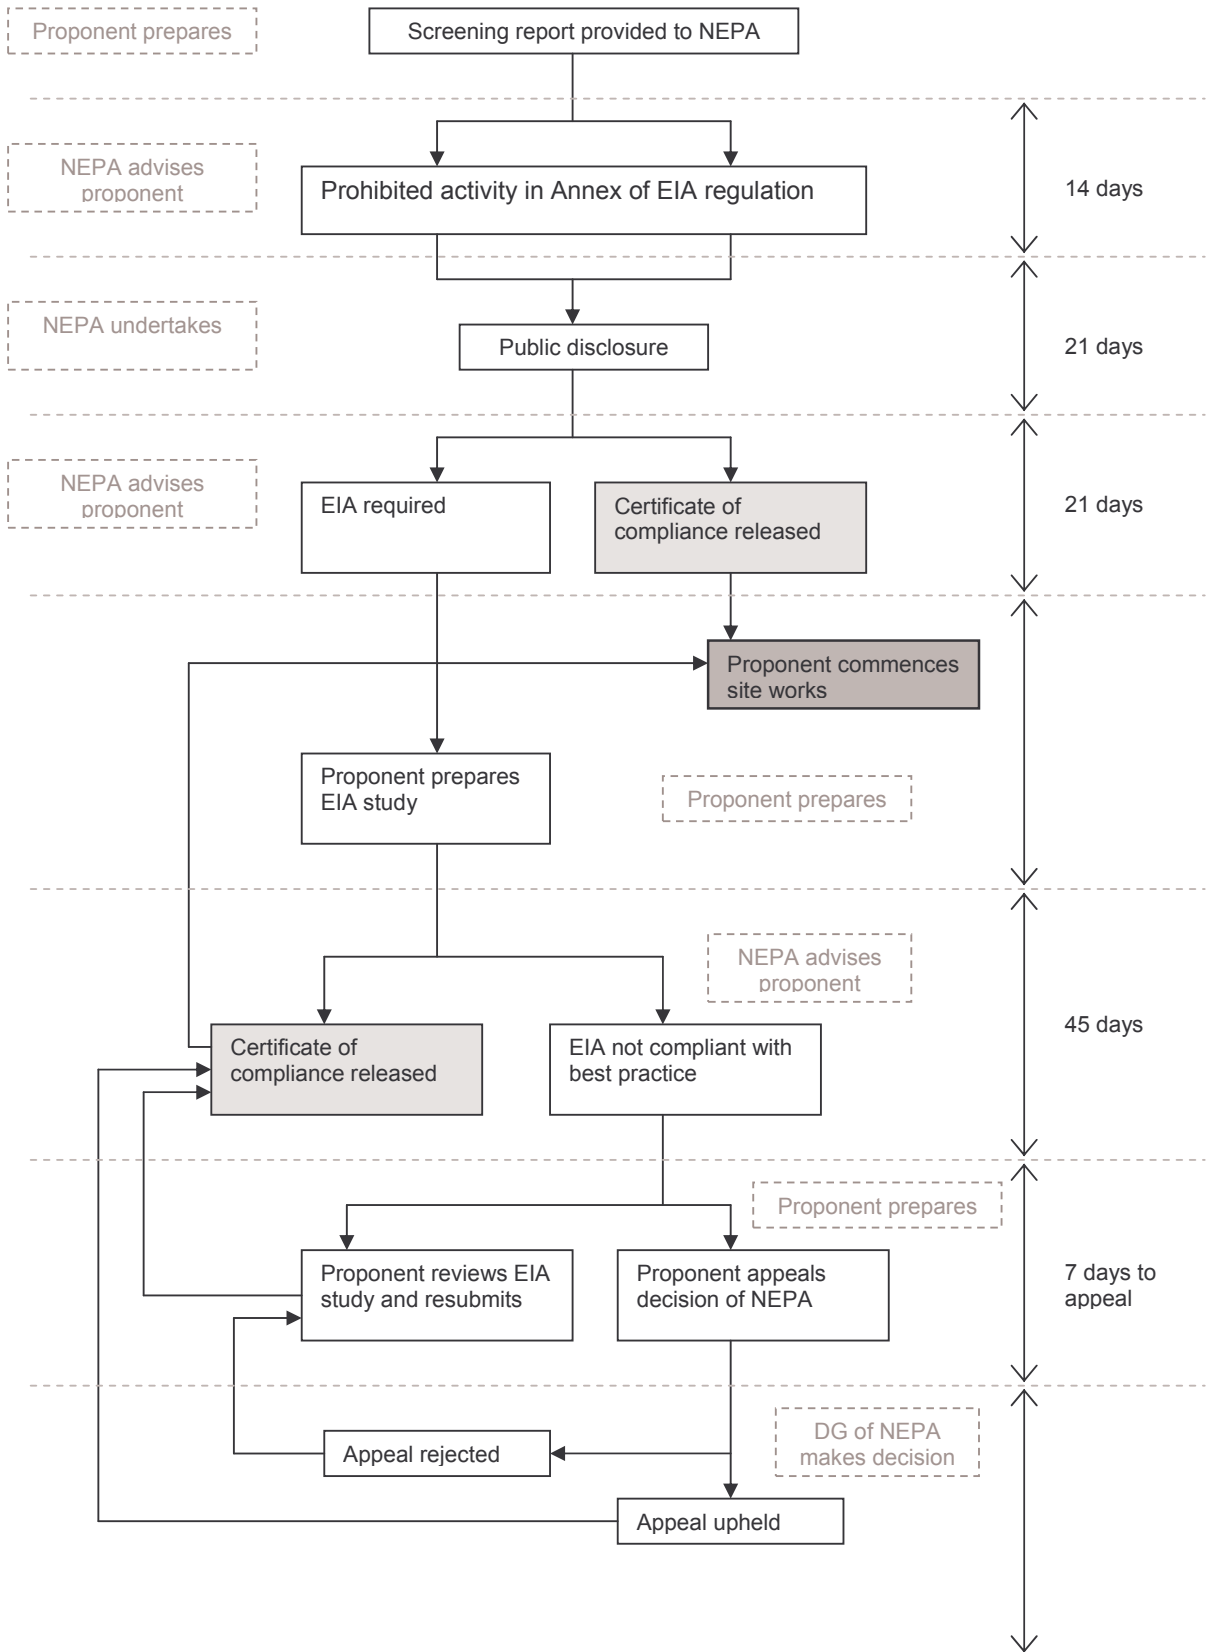 Proponent prepares
Screening report provided to NEPA
NEPA advises
proponent
Prohibited activity in Annex of EIA regulation
14 days
NEPA undertakes
Public disclosure
21 days
NEPA advises
proponent
EIA required
Certificate of
compliance released
21 days
Proponent commences
site works
Proponent prepares
EIA study
Proponent prepares
NEPA advises
proponent
45 days
Certificate of
compliance released
EIA not compliant with
best practice
Proponent prepares
Proponent reviews EIA
study and resubmits
Proponent appeals
decision of NEPA
7 days to
appeal
DG of NEPA
makes decision
Appeal rejected
Appeal upheld